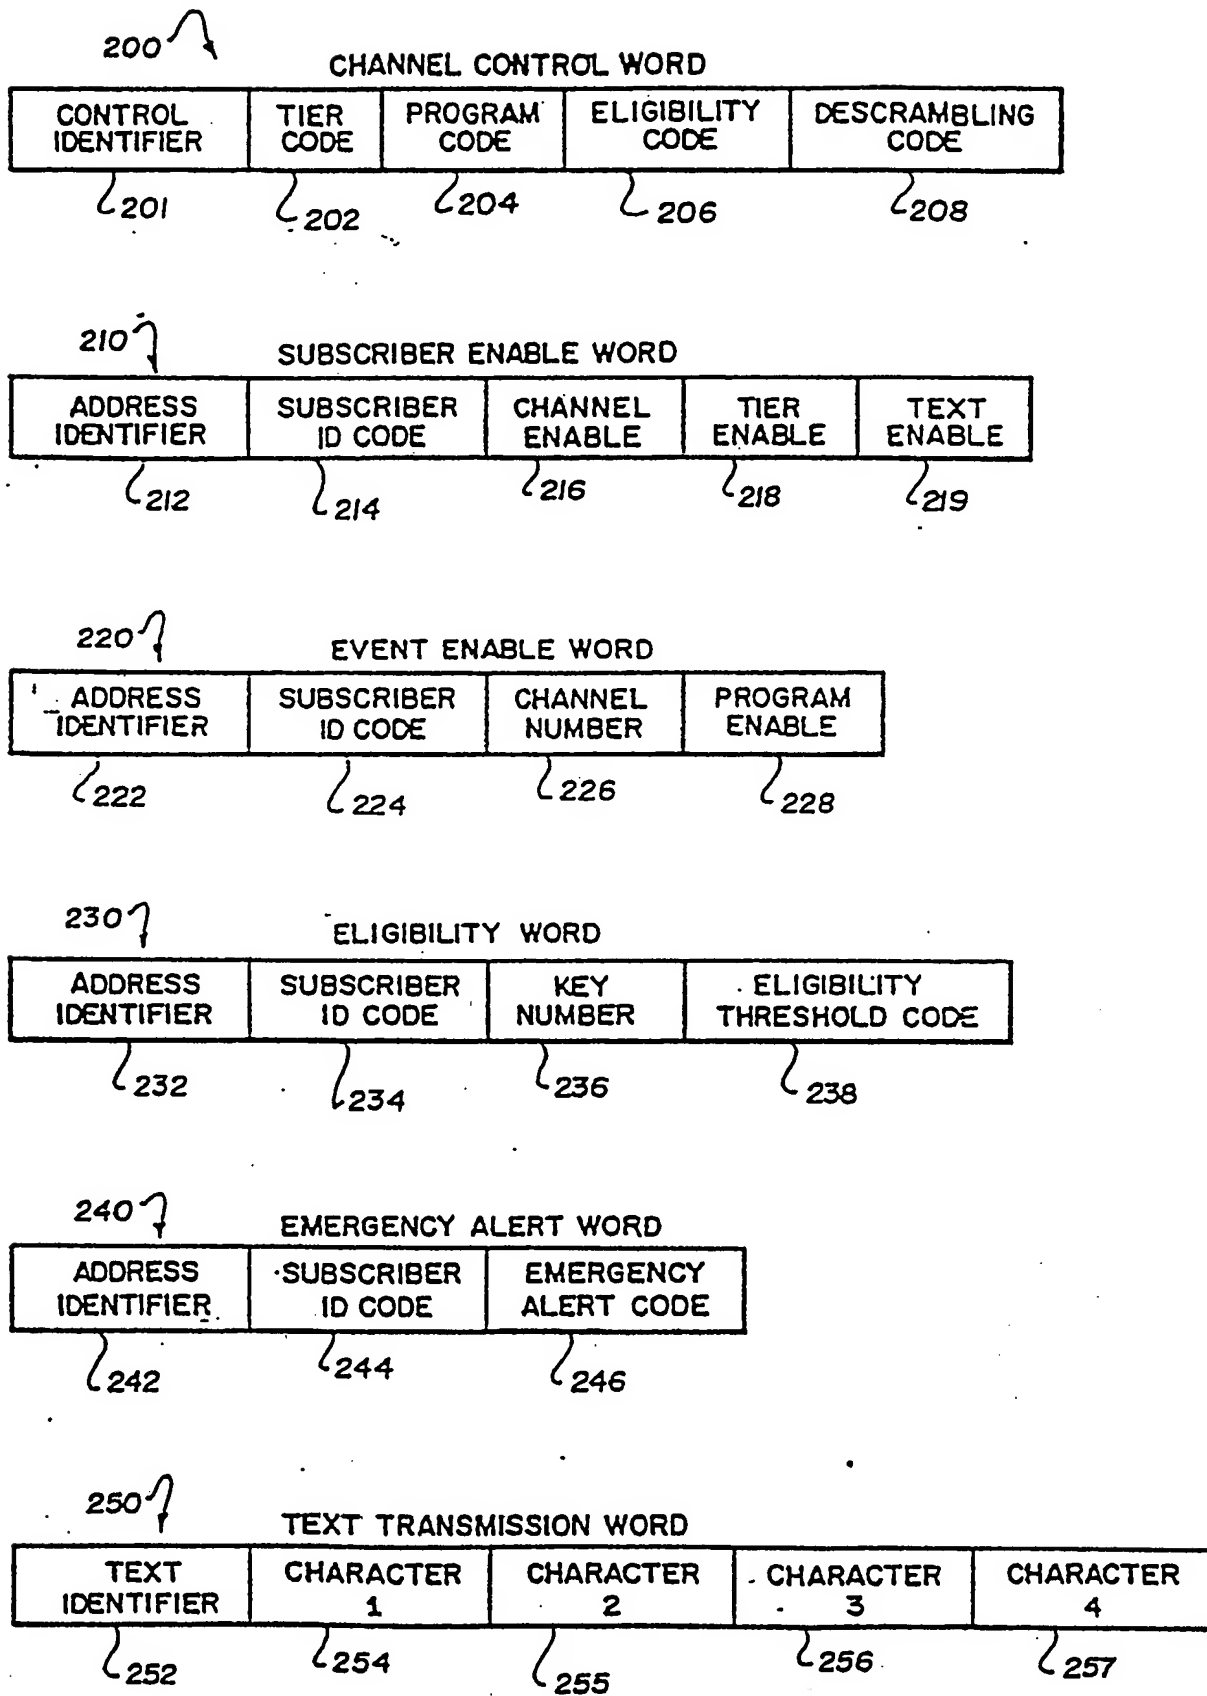 200
CHANNEL CONTROL WORD
CONTROL IDENTIFIER
TIER CODE
PROGRAM CODE
ELIGIBILITY CODE
DESCRAMBLING CODE
201
202
204
206
208
210
SUBSCRIBER ENABLE WORD
ADDRESS IDENTIFIER
SUBSCRIBER ID CODE
CHANNEL ENABLE
TIER ENABLE
TEXT ENABLE
212
214
216
218
219
220
EVENT ENABLE WORD
ADDRESS IDENTIFIER
SUBSCRIBER ID CODE
CHANNEL NUMBER
PROGRAM ENABLE
222
224
226
228
230
ELIGIBILITY WORD
ADDRESS IDENTIFIER
SUBSCRIBER ID CODE
KEY NUMBER
ELIGIBILITY THRESHOLD CODE
232
234
236
238
240
EMERGENCY ALERT WORD
ADDRESS IDENTIFIER
SUBSCRIBER ID CODE
EMERGENCY ALERT CODE
242
244
246
250
TEXT TRANSMISSION WORD
TEXT IDENTIFIER
CHARACTER 1
CHARACTER 2
CHARACTER 3
CHARACTER 4
252
254
255
256
257